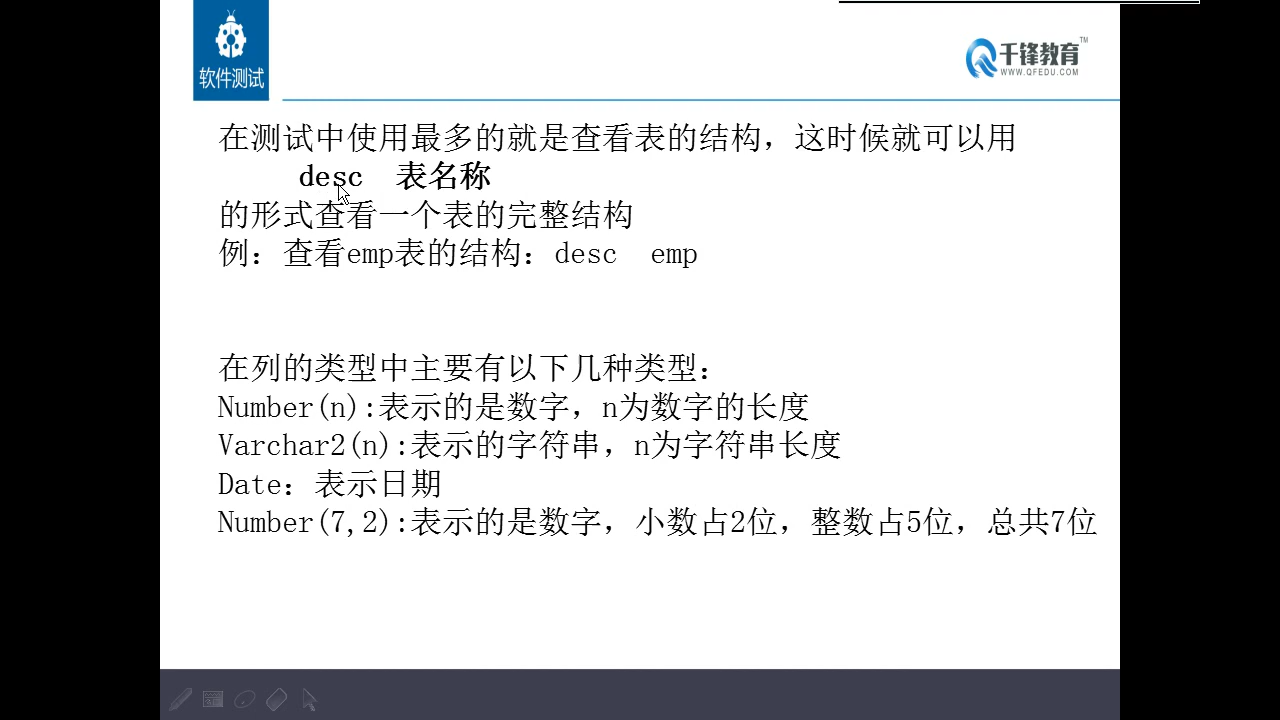 软件测试
千锋教育 TM
WWW.QFEDU.COM
在测试中使用最多的就是查看表的结构，这时候就可以用
desc 表名称
的形式查看一个表的完整结构
例：查看emp表的结构：desc emp
在列的类型中主要有以下几种类型：
Number(n):表示的是数字，n为数字的长度
Varchar2(n):表示的字符串，n为字符串长度
Date：表示日期
Number(7,2):表示的是数字，小数占2位，整数占5位，总共7位